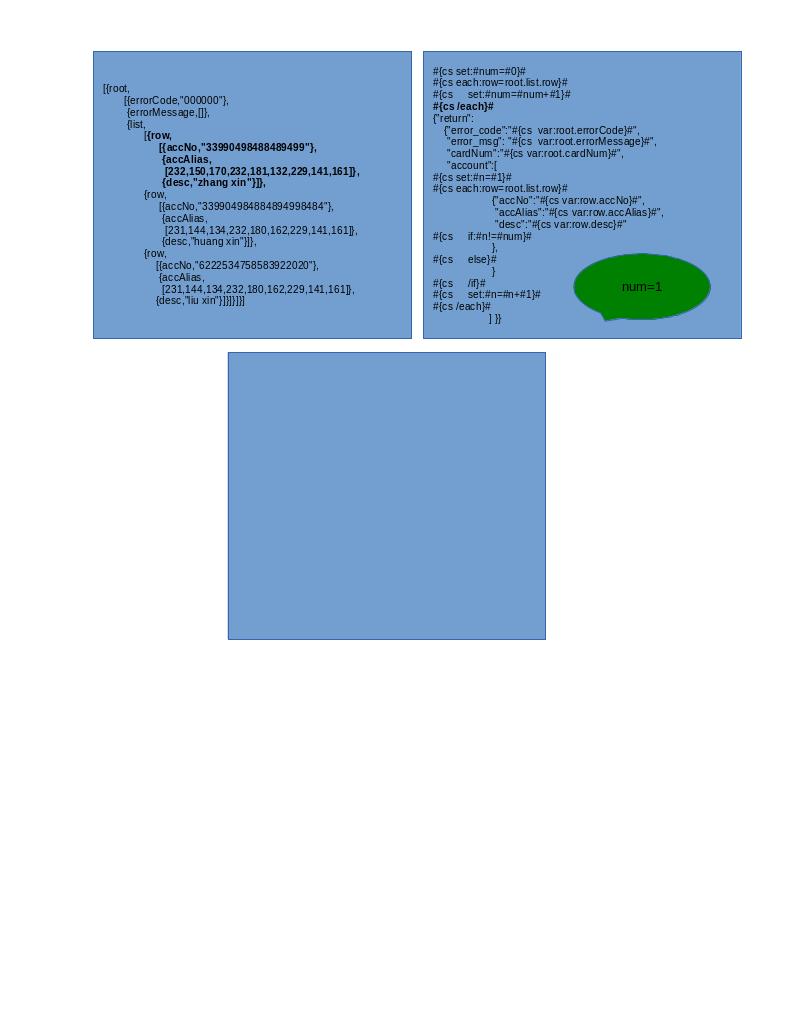 [{root,
[{errorCode,"000000"},
{errorMessage,[]},
{list,
[{row,
[{accNo,"33990498488489499"},
{accAlias,
[232,150,170,232,181,132,229,141,161]},
{desc,"zhang xin"}]},
{row,
[{accNo,"339904984884894998484"},
{accAlias,
[231,144,134,232,180,162,229,141,161]},
{desc,"huang xin"}]},
{row,
[{accNo,"6222534758583922020"},
{accAlias,
[231,144,134,232,180,162,229,141,161]},
{desc,"liu xin"}]}]}]}]
#{cs set:#num=#0}#
#{cs each:row=root.list.row}#
#{cs set:#num=#num+#1}#
#{cs /each}#
{"return":
{"error_code":"#{cs var:root.errorCode}#",
"error_msg": "#{cs var:root.errorMessage}#",
"cardNum":"#{cs var:root.cardNum}#",
"account":[
#{cs set:#n=#1}#
#{cs each:row=root.list.row}#
{"accNo":"#{cs var:row.accNo}#",
"accAlias":"#{cs var:row.accAlias}#",
"desc":"#{cs var:row.desc}#"
#{cs if:#n!=#num}#
},
#{cs else}#
}
#{cs /if}#
#{cs set:#n=#n+#1}#
#{cs /each}#
] }}
num=1